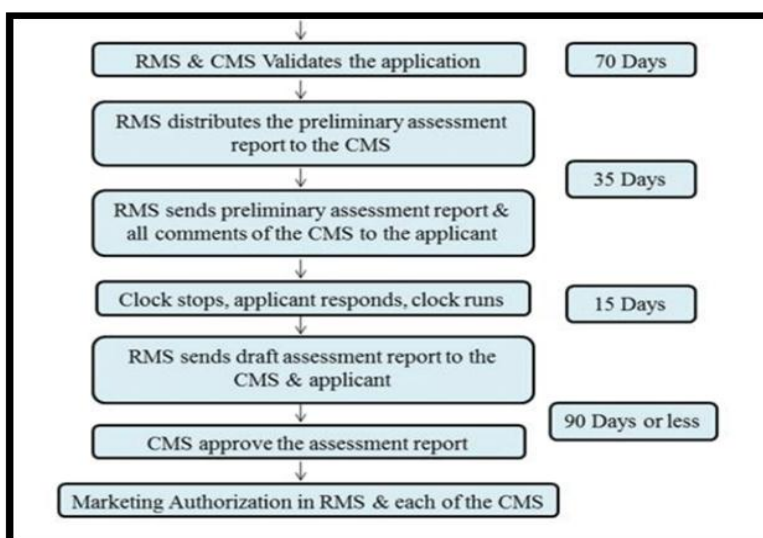 RMS & CMS Validates the application
70 Days
RMS distributes the preliminary assessment
report to the CMS
35 Days
RMS sends preliminary assessment report &
all comments of the CMS to the applicant
Clock stops, applicant responds, clock runs
15 Days
RMS sends draft assessment report to the
CMS & applicant
90 Days or less
CMS approve the assessment report
Marketing Authorization in RMS & each of the CMS